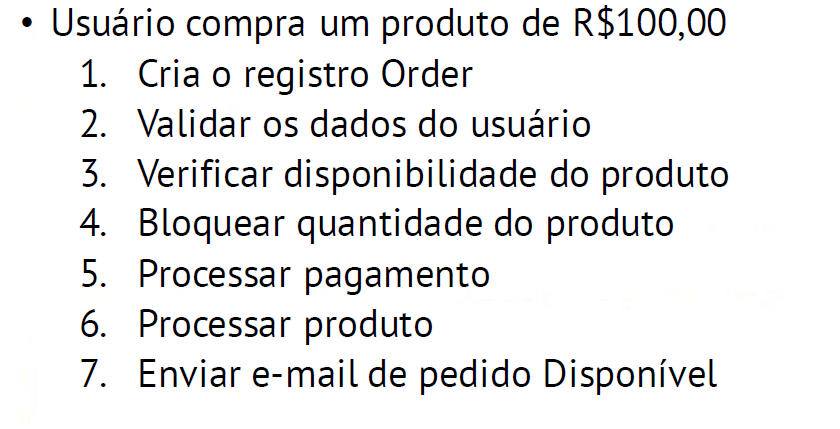 • Usuário compra um produto de R$100,00
1. Cria o registro Order
2. Validar os dados do usuário
3. Verificar disponibilidade do produto
4. Bloquear quantidade do produto
5. Processar pagamento
6. Processar produto
7. Enviar e-mail de pedido Disponível